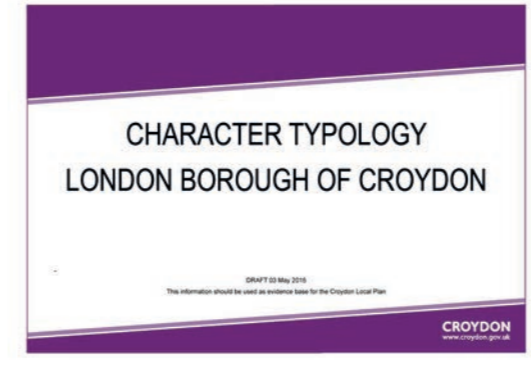 CHARACTER TYPOLOGY
LONDON BOROUGH OF CROYDON
DRAFT 03 May 2015
This information should be used as evidence base for the Croydon Local Plan
CROYDON
www.croydon.gov.uk